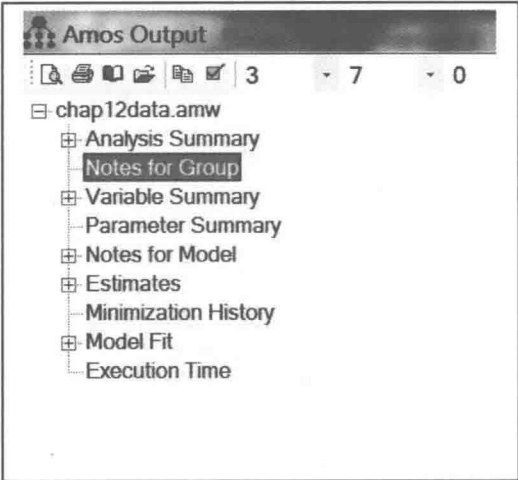 Amos Output
3 7 0
chap12data.amw
Analysis Summary
Notes for Group
Variable Summary
Parameter Summary
Notes for Model
Estimates
Minimization History
Model Fit
Execution Time